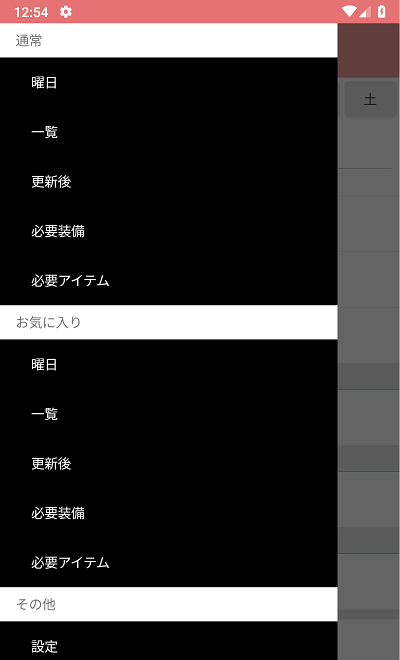 12:54
通常
土
曜日
一覧
更新後
必要装備
必要アイテム
お気に入り
曜日
一覧
更新後
必要装備
必要アイテム
その他
設定